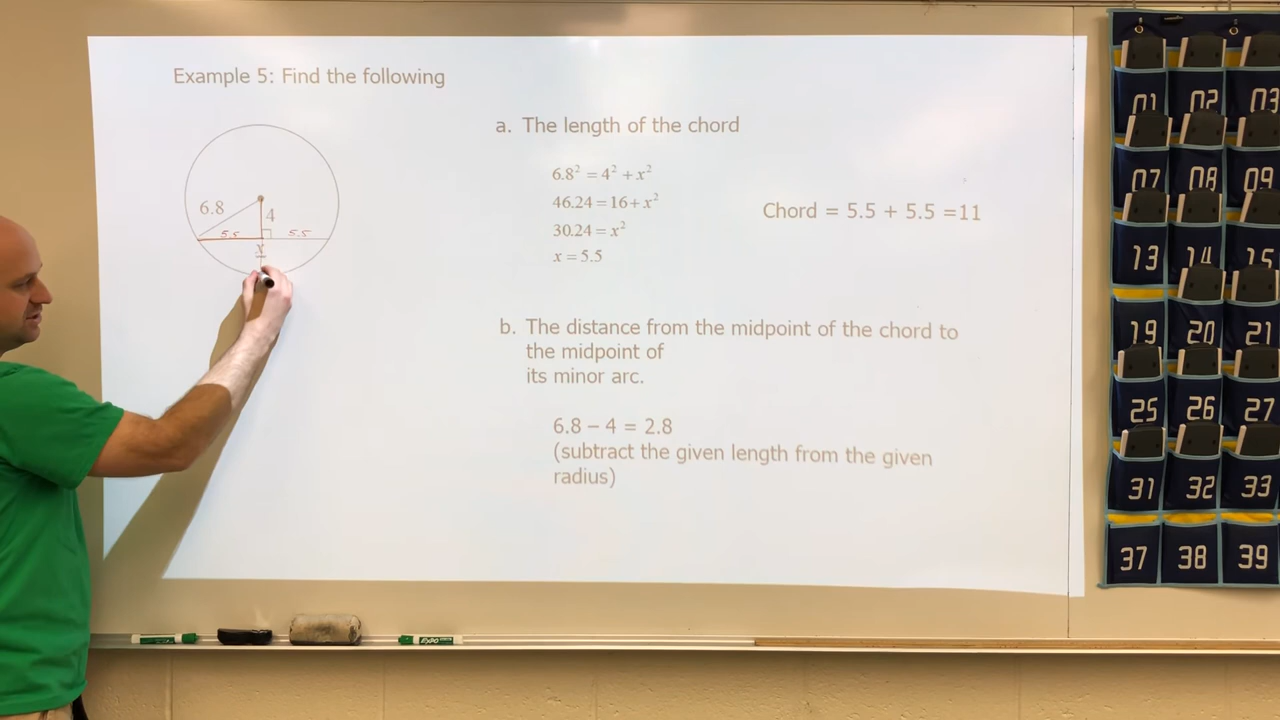 Example 5: Find the following
a. The length of the chord
6.8² = 4² + x²
46.24 = 16 + x²
30.24 = x²
x = 5.5
Chord = 5.5 + 5.5 =11
6.8
4
5.5
5.5
x
b. The distance from the midpoint of the chord to
the midpoint of
its minor arc.
6.8 – 4 = 2.8
(subtract the given length from the given
radius)
EXPO
01 02 03
07 08 09
13 14 15
19 20 21
25 26 27
31 32 33
37 38 39